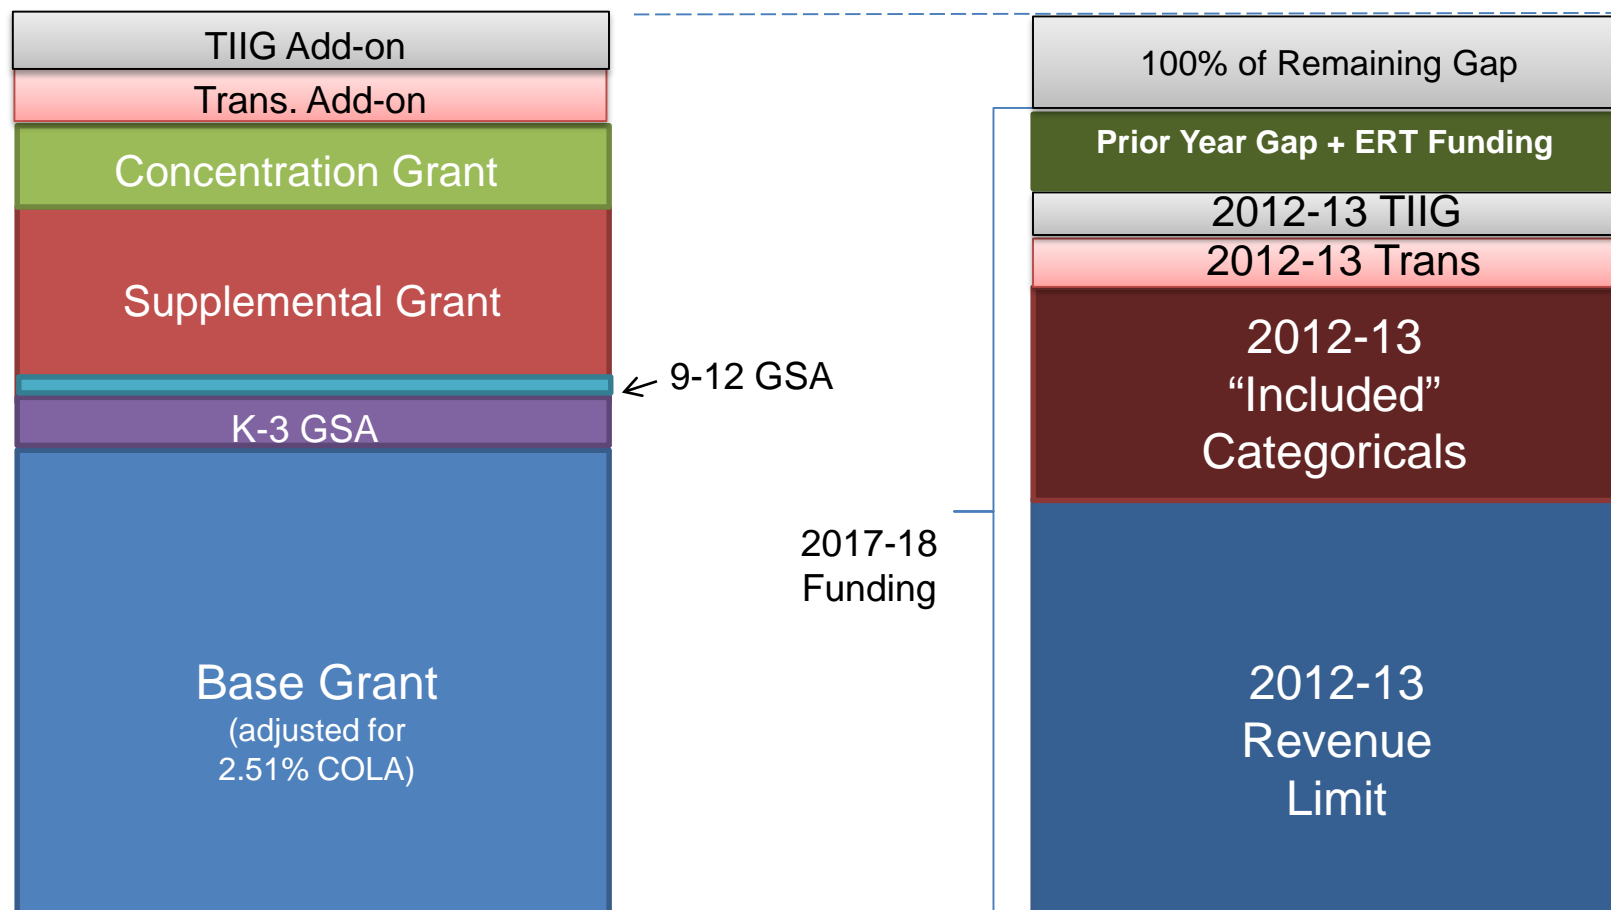 TIIG Add-on
Trans. Add-on
Concentration Grant
Supplemental Grant
9-12 GSA
K-3 GSA
Base Grant
(adjusted for
2.51% COLA)
2017-18
Funding
100% of Remaining Gap
Prior Year Gap + ERT Funding
2012-13 TIIG
2012-13 Trans
2012-13
“Included”
Categoricals
2012-13
Revenue
Limit